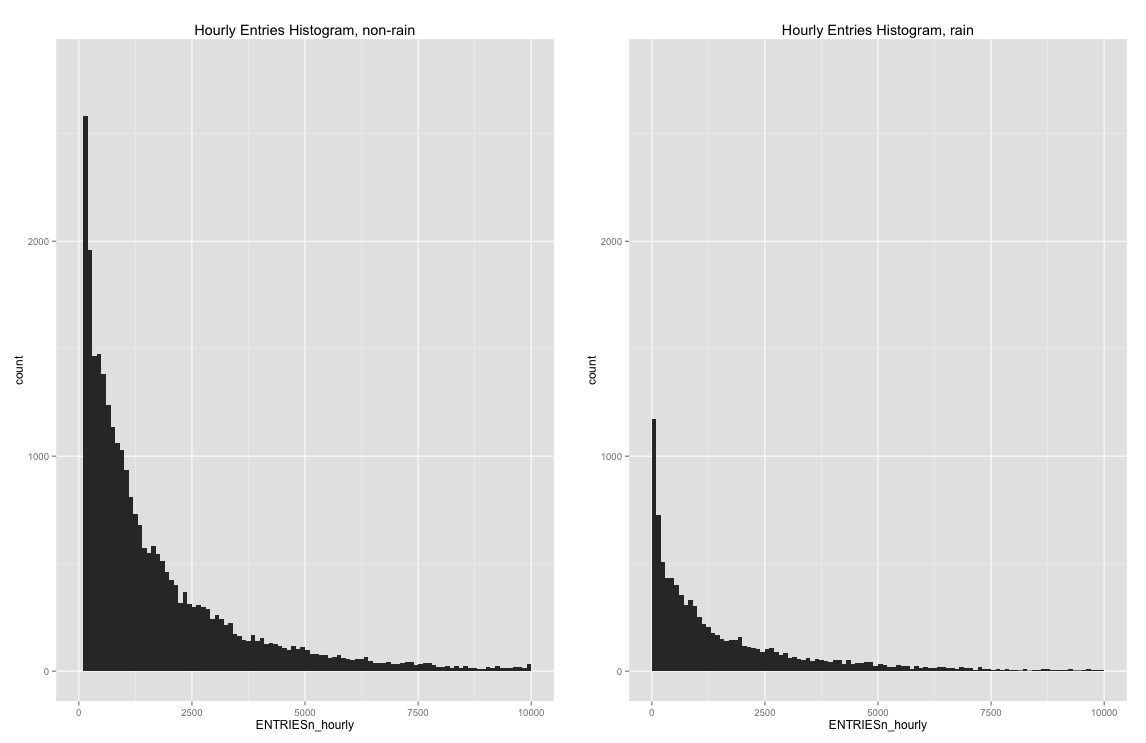 Hourly Entries Histogram, non-rain
count
2000
1000
0
0 2500 5000 7500 10000
ENTRIESn_hourly
Hourly Entries Histogram, rain
count
2000
1000
0
0 2500 5000 7500 10000
ENTRIESn_hourly